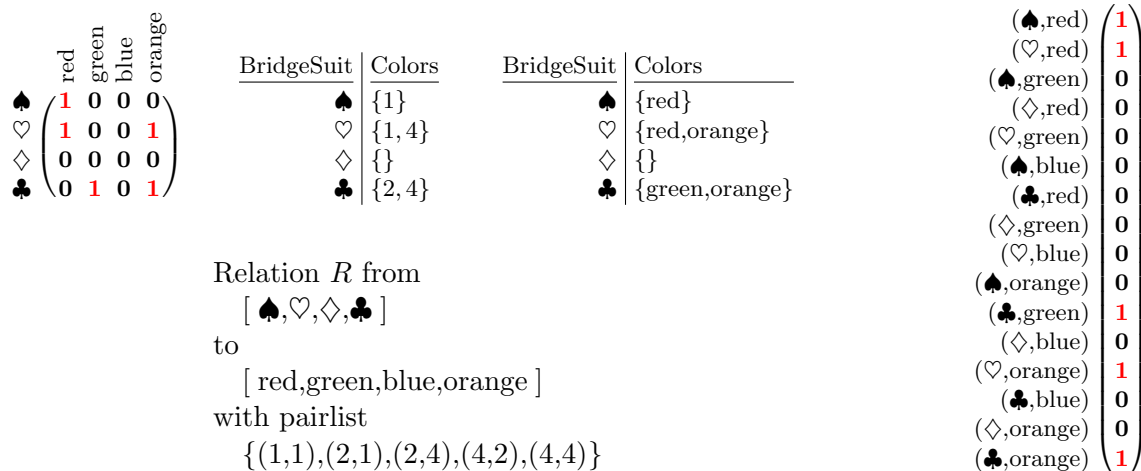 red green blue orange
♠ 1 0 0 0
♡ 1 0 0 1
♢ 0 0 0 0
♣ 0 1 0 1
BridgeSuit Colors
♠ {1}
♡ {1, 4}
♢ {}
♣ {2, 4}
BridgeSuit Colors
♠ {red}
♡ {red,orange}
♢ {}
♣ {green,orange}
Relation R from
[ ♠,♡,♢,♣ ]
to
[ red,green,blue,orange ]
with pairlist
{(1,1),(2,1),(2,4),(4,2),(4,4)}
(♠,red) 1
(♡,red) 1
(♠,green) 0
(♢,red) 0
(♡,green) 0
(♠,blue) 0
(♣,red) 0
(♢,green) 0
(♡,blue) 0
(♠,orange) 0
(♣,green) 1
(♢,blue) 0
(♡,orange) 1
(♣,blue) 0
(♢,orange) 0
(♣,orange) 1